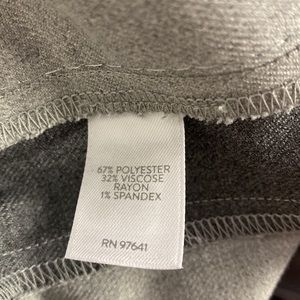 67% POLYESTER
32% VISCOSE
RAYON
1% SPANDEX
RN 97641